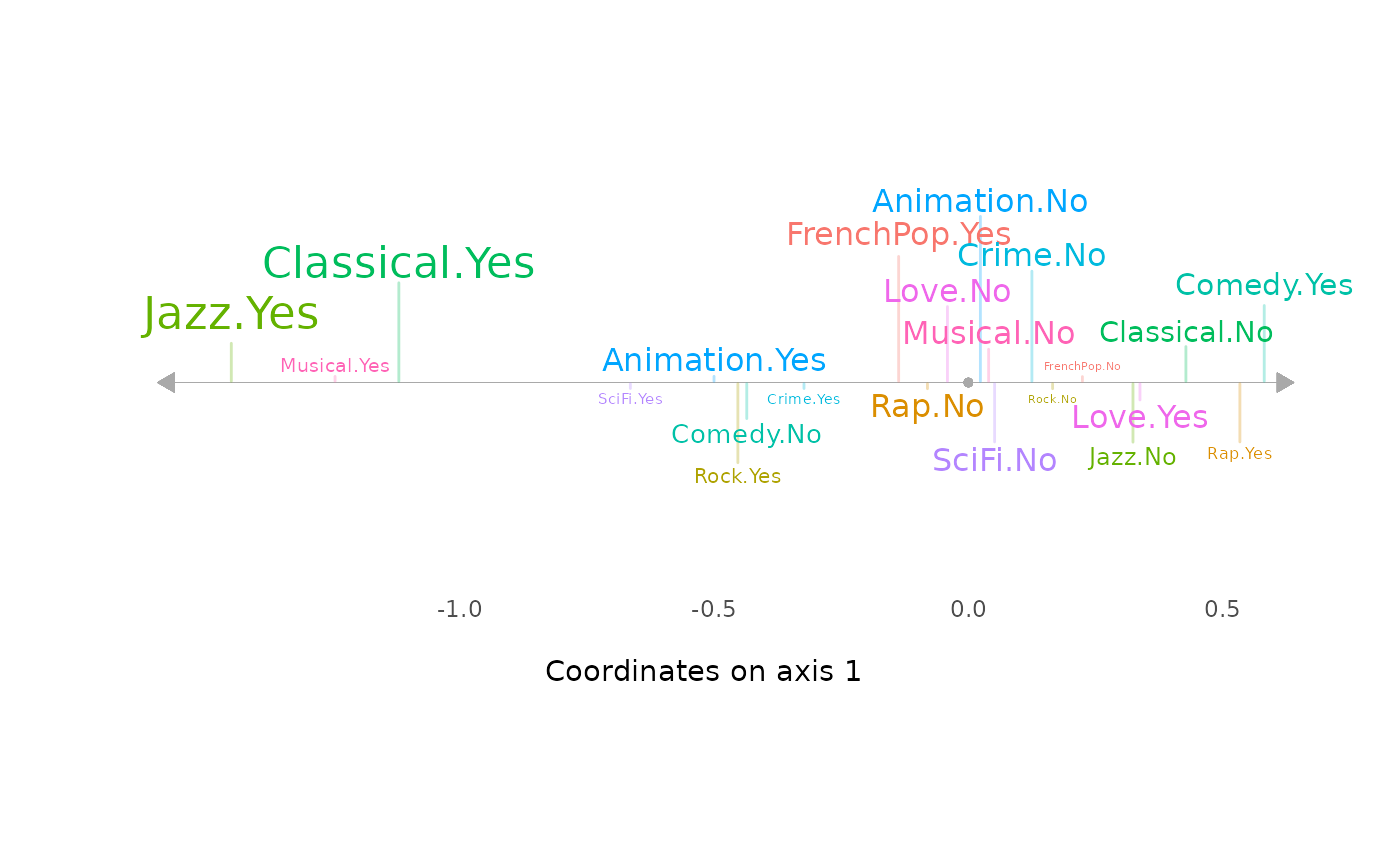 Animation.No
FrenchPop.Yes
Crime.No
Classical.Yes
Comedy.Yes
Love.No
Jazz.Yes
Musical.No
Classical.No
Animation.Yes
Musical.Yes
FrenchPop.No
SciFi.Yes
Crime.Yes
Rock.No
Rap.No
Love.Yes
Comedy.No
Rap.Yes
Jazz.No
SciFi.No
Rock.Yes
-1.0 -0.5 0.0 0.5
Coordinates on axis 1